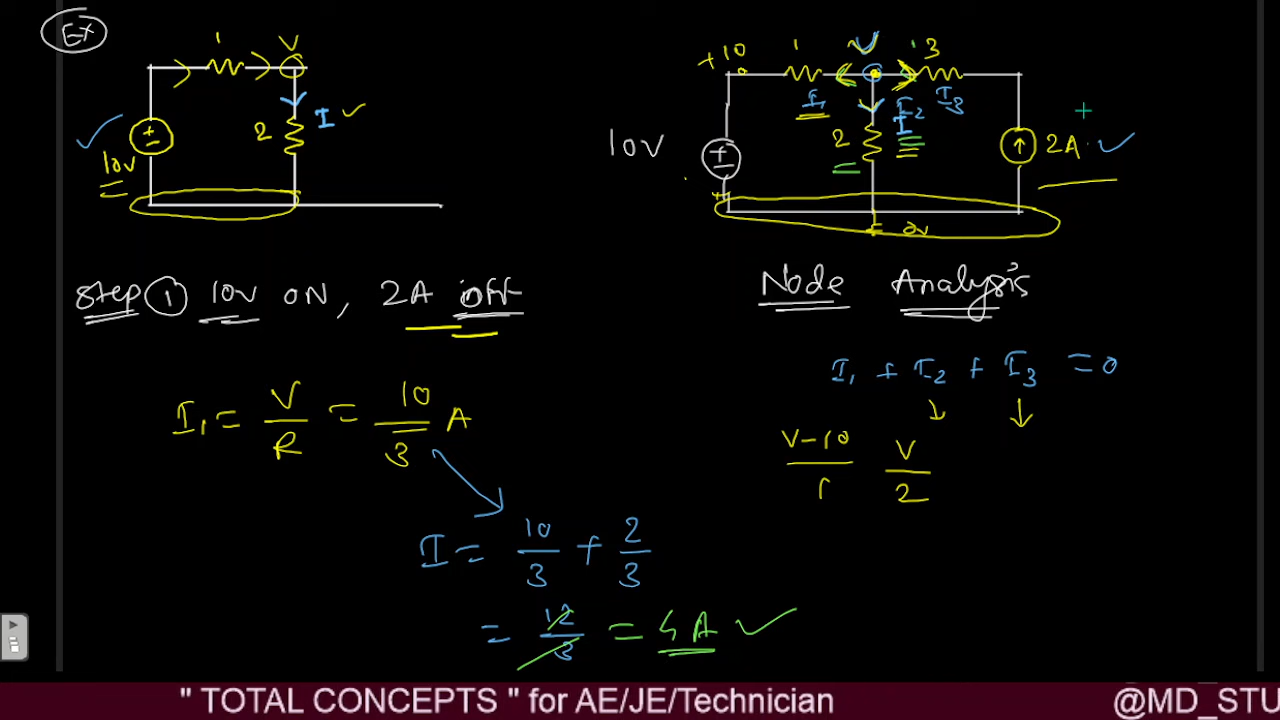 Ex
1 V
2 I
10V
+10 1 V 3
I1 I2 I3
10V 2 I 2A
0V
Step 1 10V ON, 2A off
Node Analysis
I1 + I2 + I3 = 0
I1 = V/R = 10/3 A
V-10/1 V/2
I = 10/3 + 2/3
= 12/3 = 4A
" TOTAL CONCEPTS " for AE/JE/Technician
@MD_STU